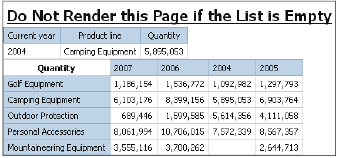 Do Not Render this Page if the List is Empty
Current year Product line Quantity
2004 Camping Equipment 5,895,053
Quantity 2007 2006 2004 2005
Golf Equipment 1,186,154 1,536,772 1,092,982 1,297,793
Camping Equipment 6,103,176 8,399,156 5,895,053 6,903,764
Outdoor Protection 689,446 1,599,585 5,614,356 4,111,058
Personal Accessories 8,061,994 10,706,015 7,572,339 8,567,357
Mountaineering Equipment 3,555,116 3,700,262 2,644,713